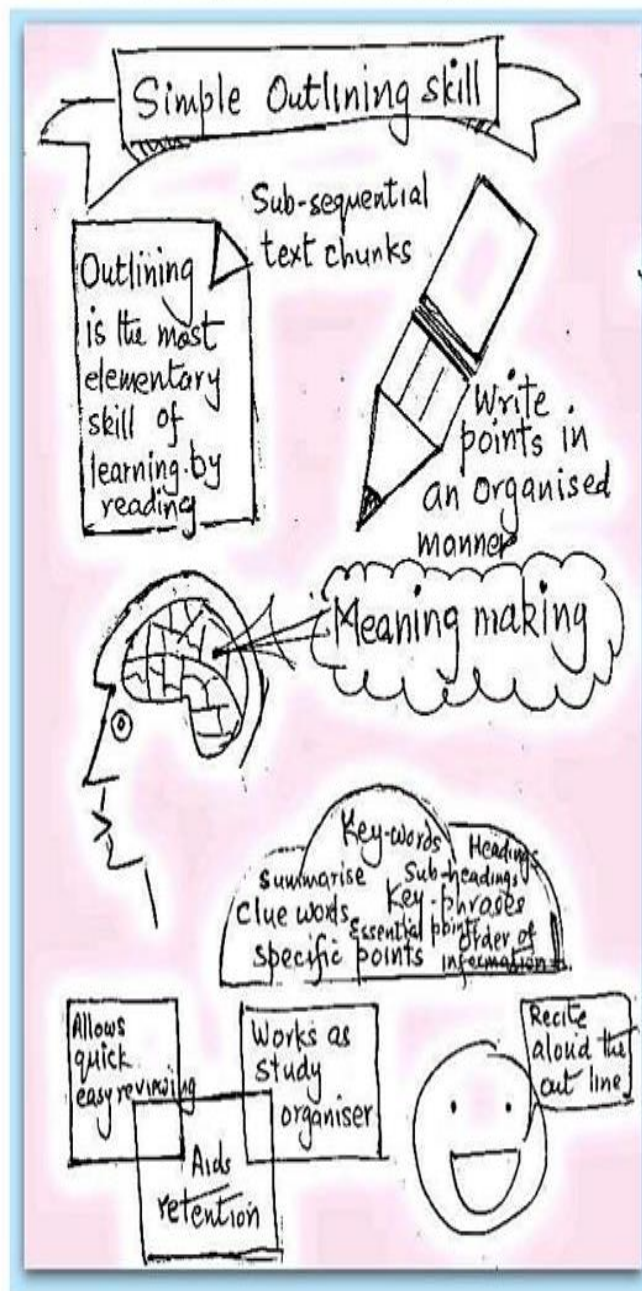 Simple Outlining skill
Sub-sequential
text chunks
Outlining
is the most
elementary
skill of
learning by
reading
Write
points in
an organised
manner
Meaning making
Key-words
Headings
Summarise
Sub-headings
Clue words
Key-phrases
Essential points
Order of
specific points
information
Allows
quick
easy reviewing
Works as
study
organiser
Aids
retention
Recite
aloud the
out line